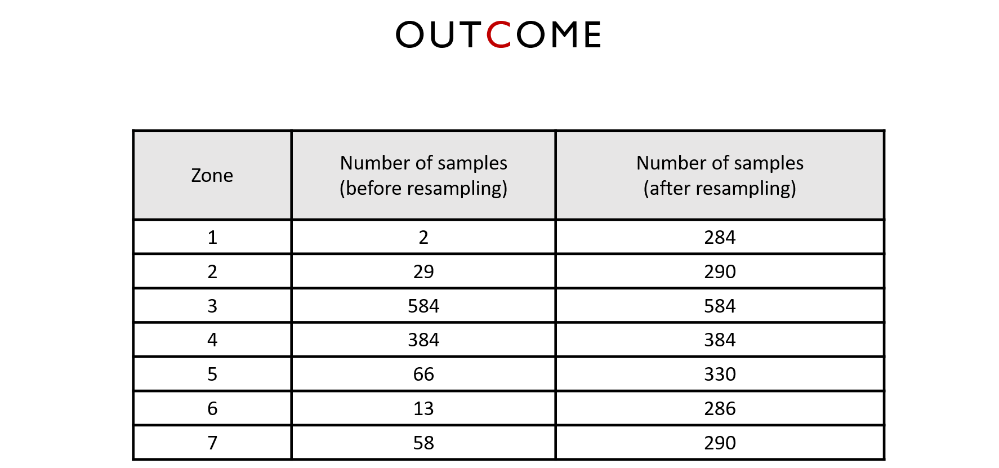 OUTCOME
Zone
Number of samples
(before resampling)
Number of samples
(after resampling)
1 2 284
2 29 290
3 584 584
4 384 384
5 66 330
6 13 286
7 58 290